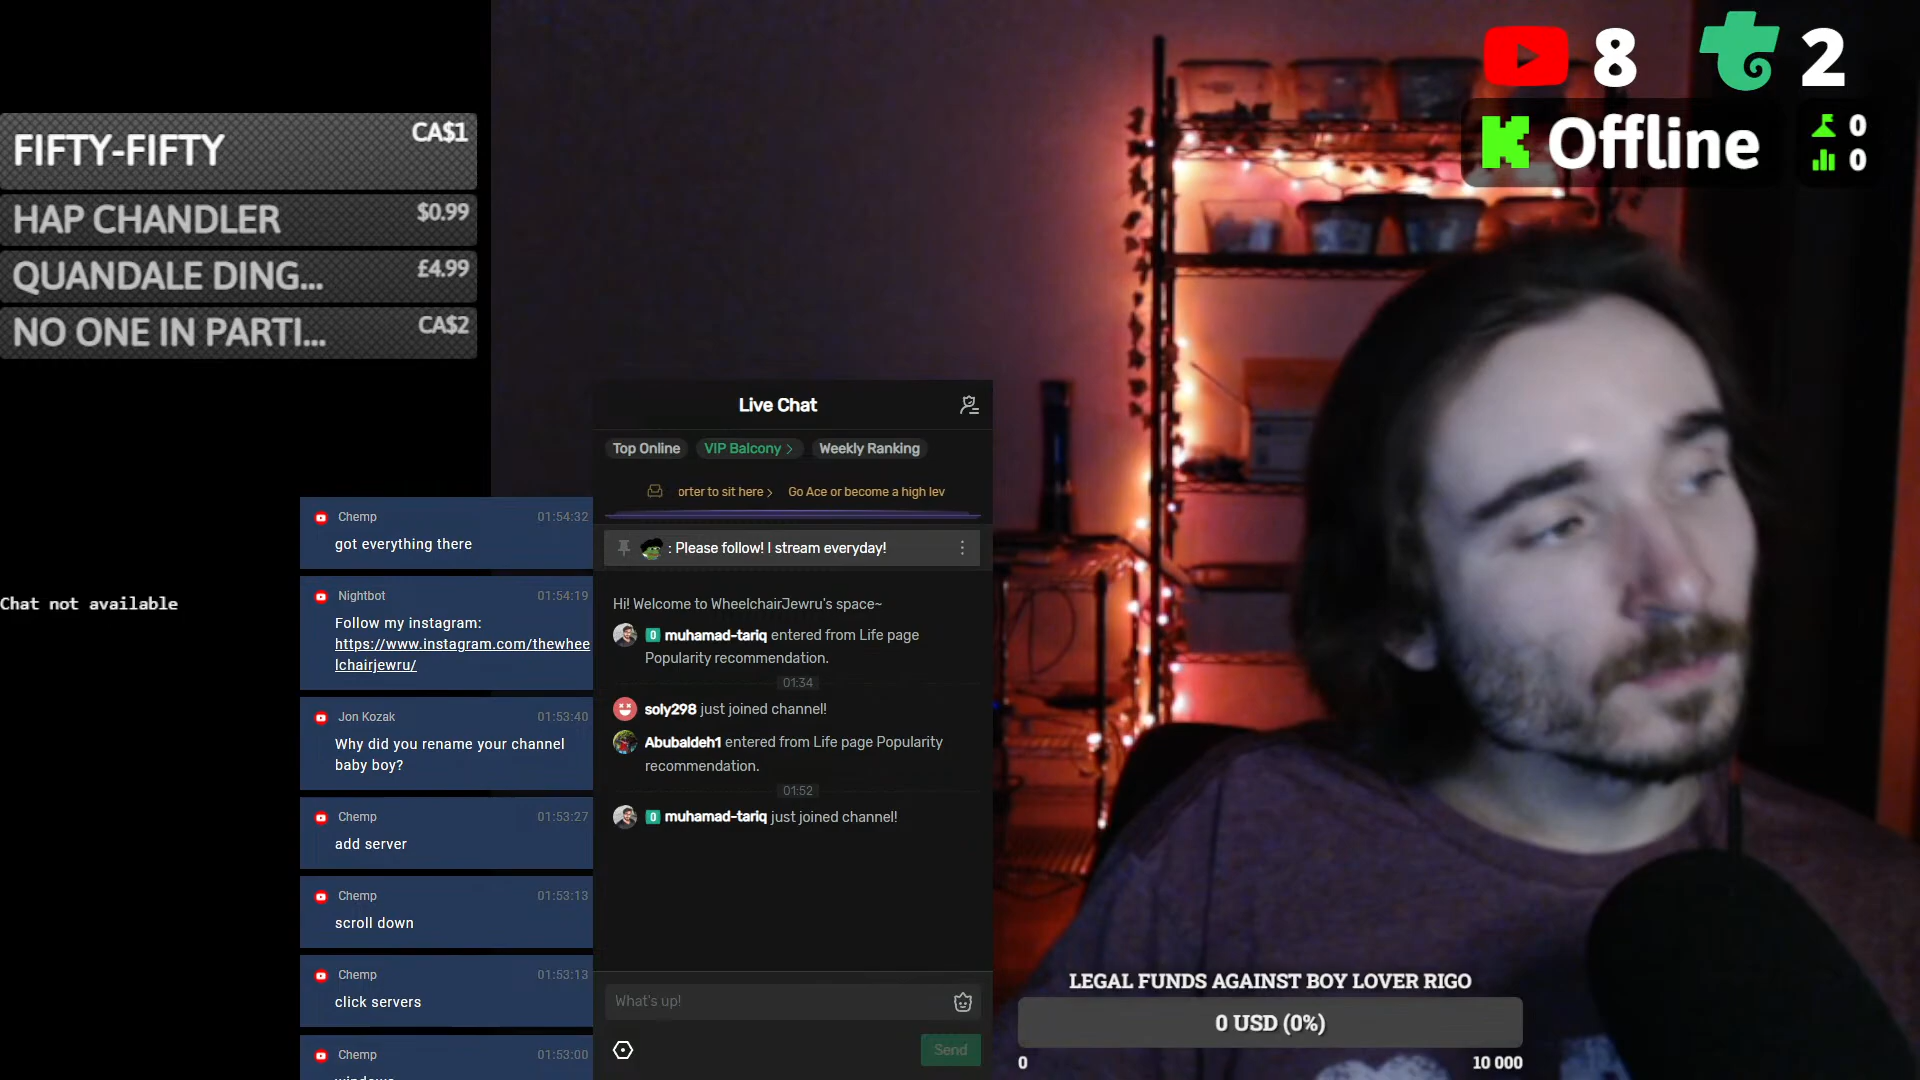 FIFTY-FIFTY CA$1
HAP CHANDLER $0.99
QUANDALE DING... £4.99
NO ONE IN PARTI... CA$2
Chat not available
Chemp 01:54:32
got everything there
Nightbot 01:54:19
Follow my instagram:
https://www.instagram.com/thewhee
lchairjewru/
Jon Kozak 01:53:40
Why did you rename your channel
baby boy?
Chemp 01:53:27
add server
Chemp 01:53:13
scroll down
Chemp 01:53:13
click servers
Chemp 01:53:00
Live Chat
Top Online VIP Balcony > Weekly Ranking
orter to sit here > Go Ace or become a high lev
: Please follow! I stream everyday!
Hi! Welcome to WheelchairJewru's space~
0 muhamad-tariq entered from Life page
Popularity recommendation.
01:34
soly298 just joined channel!
Abubaldeh1 entered from Life page Popularity
recommendation.
01:52
0 muhamad-tariq just joined channel!
What's up!
Send
8 2
K Offline 0
0
LEGAL FUNDS AGAINST BOY LOVER RIGO
0 USD (0%)
0 10 000